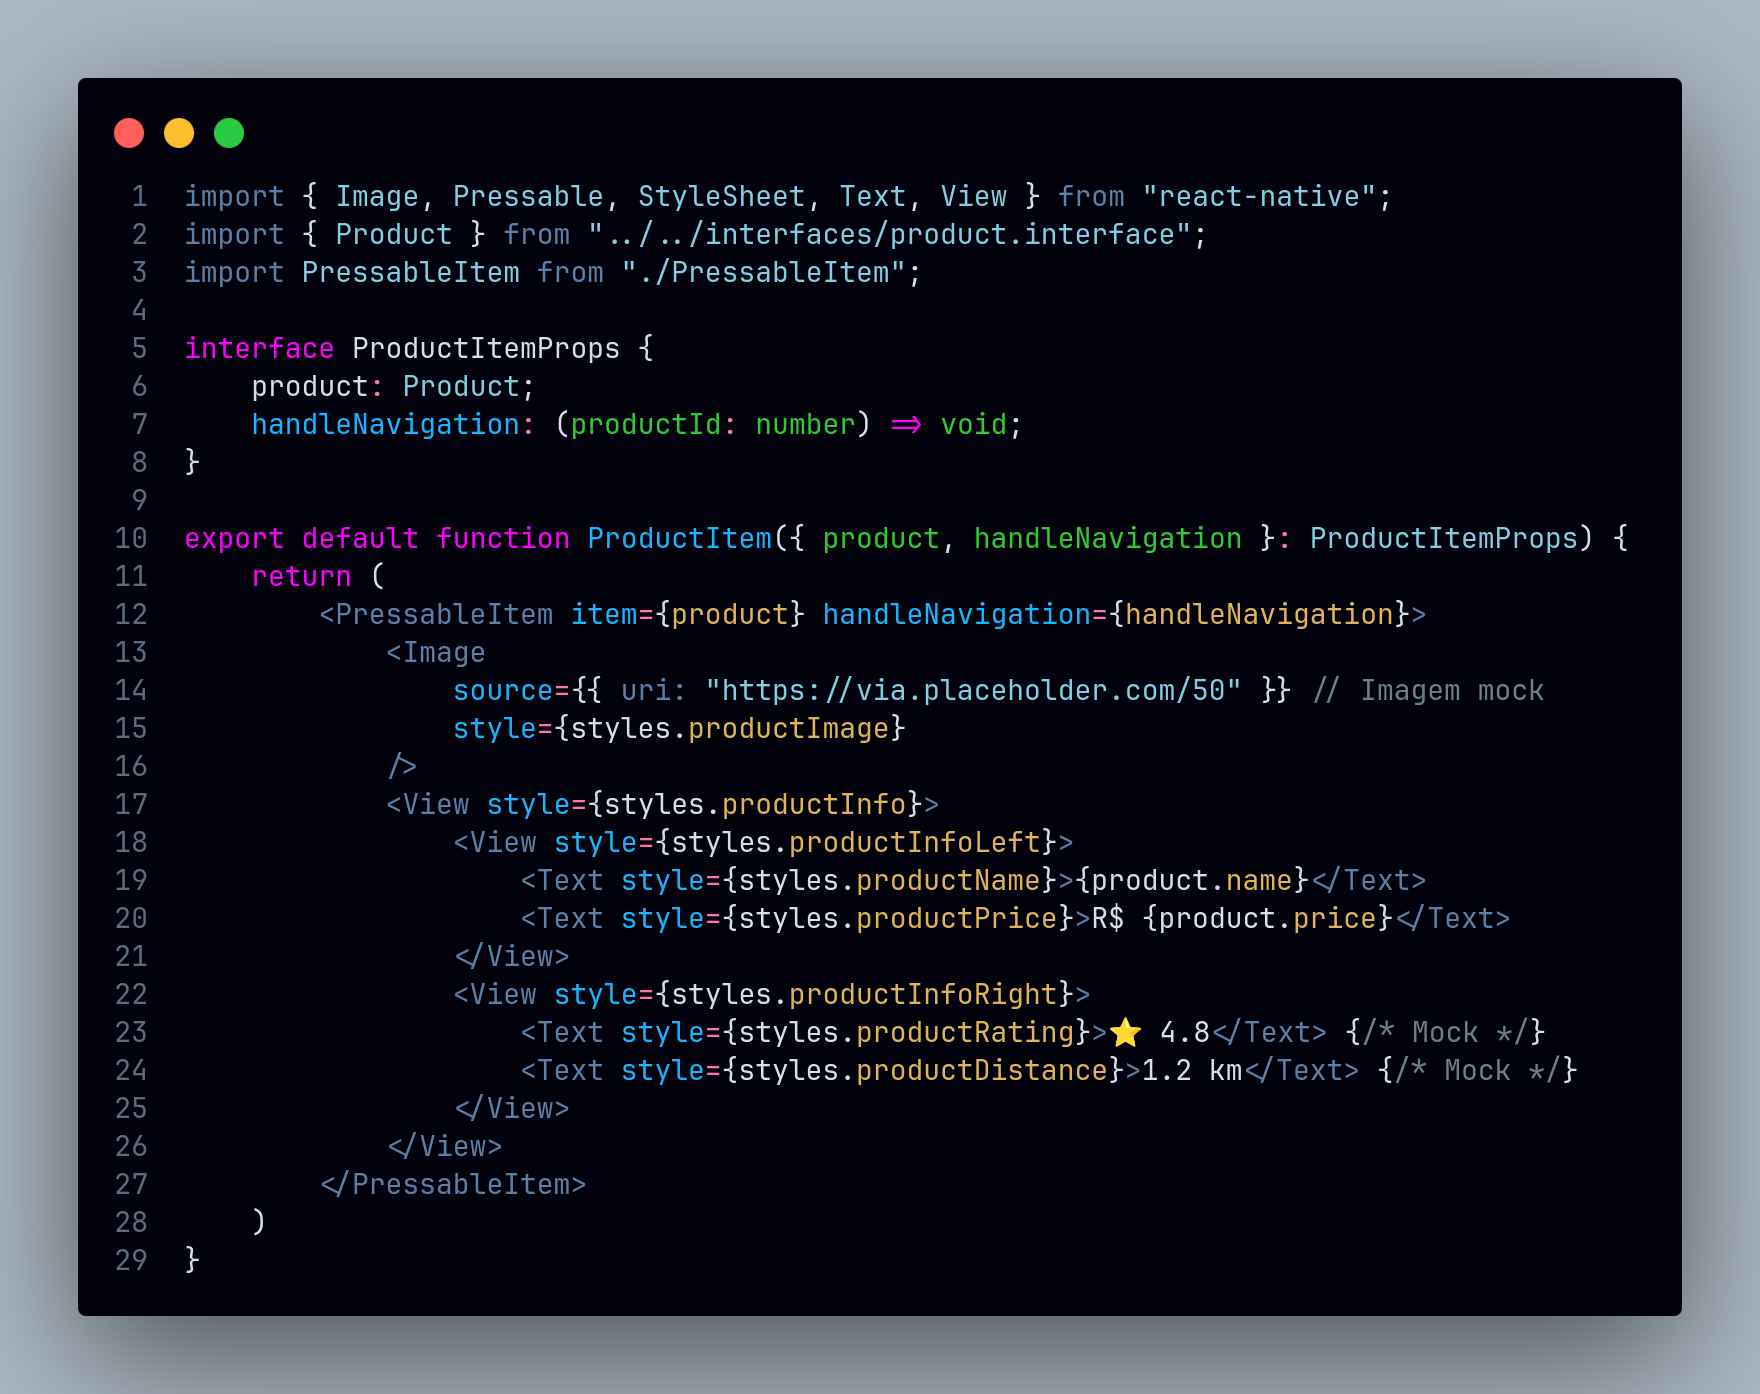 1 import { Image, Pressable, StyleSheet, Text, View } from "react-native";
2 import { Product } from "../../interfaces/product.interface";
3 import PressableItem from "./PressableItem";
4
5 interface ProductItemProps {
6     product: Product;
7     handleNavigation: (productId: number) => void;
8 }
9
10 export default function ProductItem({ product, handleNavigation }: ProductItemProps) {
11     return (
12         <PressableItem item={product} handleNavigation={handleNavigation}>
13             <Image
14                 source={{ uri: "https://via.placeholder.com/50" }} // Imagem mock
15                 style={styles.productImage}
16             />
17             <View style={styles.productInfo}>
18                 <View style={styles.productInfoLeft}>
19                     <Text style={styles.productName}>{product.name}</Text>
20                     <Text style={styles.productPrice}>R$ {product.price}</Text>
21                 </View>
22                 <View style={styles.productInfoRight}>
23                     <Text style={styles.productRating}>⭐ 4.8</Text> {/* Mock */}
24                     <Text style={styles.productDistance}>1.2 km</Text> {/* Mock */}
25                 </View>
26             </View>
27         </PressableItem>
28     )
29 }